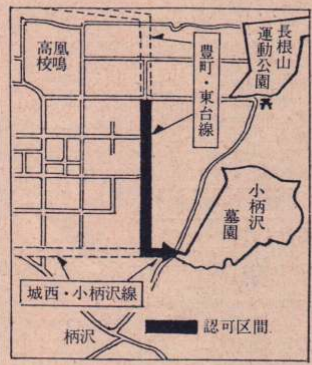 鳳鳴
高校
豊町・東台線
長根山
運動公園
小柄沢
墓園
城西・小柄沢線
柄沢
認可区間